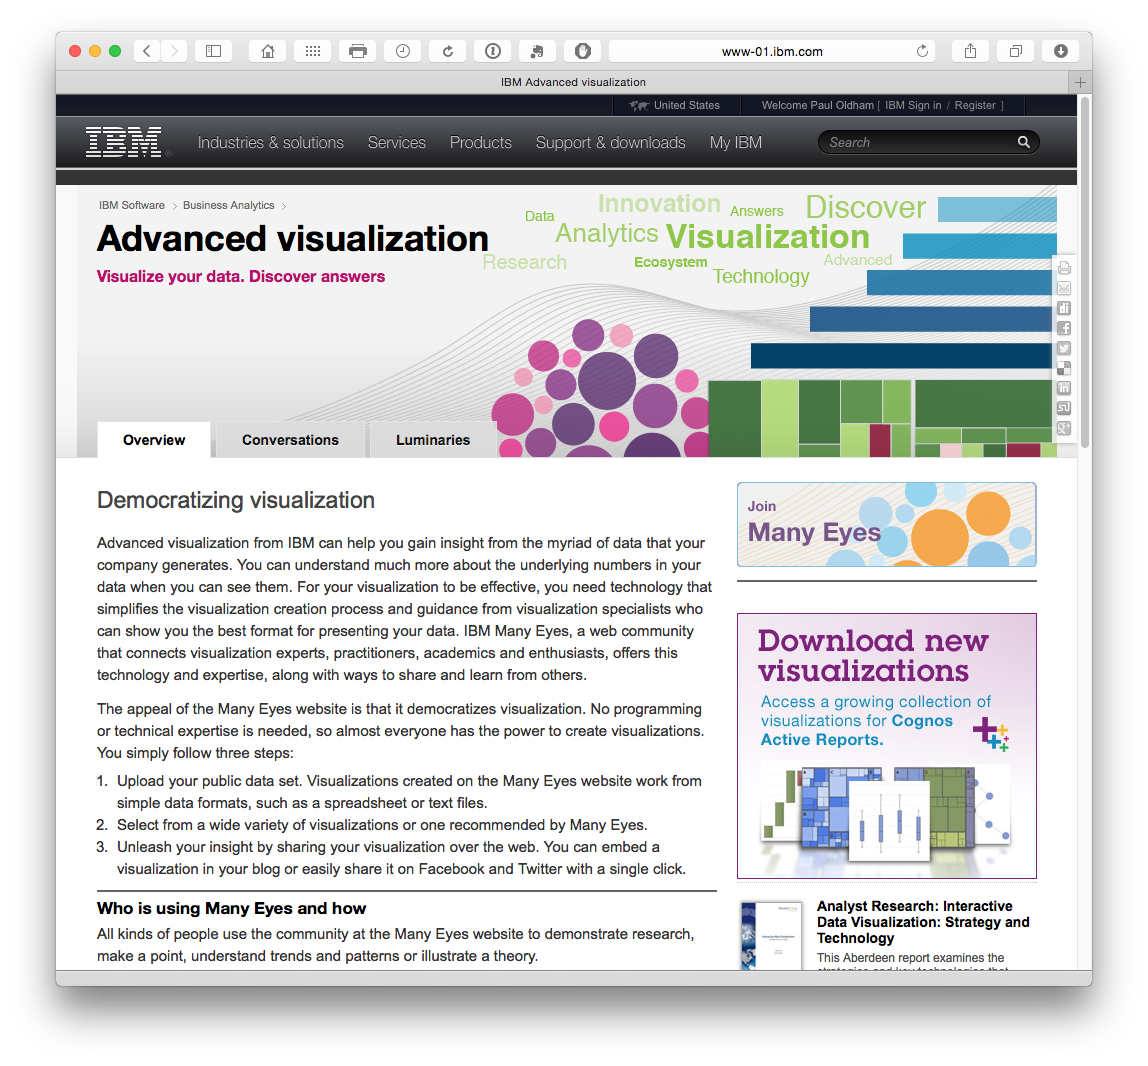 www-01.ibm.com
IBM Advanced visualization
United States
Welcome Paul Oldham [ IBM Sign in / Register ]
IBM
Industries & solutions
Services
Products
Support & downloads
My IBM
Search
IBM Software
Business Analytics
Advanced visualization
Visualize your data. Discover answers
Innovation
Data
Answers
Discover
Analytics
Visualization
Research
Ecosystem
Advanced
Technology
Overview
Conversations
Luminaries
Democratizing visualization
Advanced visualization from IBM can help you gain insight from the myriad of data that your
company generates. You can understand much more about the underlying numbers in your
data when you can see them. For your visualization to be effective, you need technology that
simplifies the visualization creation process and guidance from visualization specialists who
can show you the best format for presenting your data. IBM Many Eyes, a web community
that connects visualization experts, practitioners, academics and enthusiasts, offers this
technology and expertise, along with ways to share and learn from others.
The appeal of the Many Eyes website is that it democratizes visualization. No programming
or technical expertise is needed, so almost everyone has the power to create visualizations.
You simply follow three steps:
1. Upload your public data set. Visualizations created on the Many Eyes website work from
simple data formats, such as a spreadsheet or text files.
2. Select from a wide variety of visualizations or one recommended by Many Eyes.
3. Unleash your insight by sharing your visualization over the web. You can embed a
visualization in your blog or easily share it on Facebook and Twitter with a single click.
Who is using Many Eyes and how
All kinds of people use the community at the Many Eyes website to demonstrate research,
make a point, understand trends and patterns or illustrate a theory.
Join
Many Eyes
Download new
visualizations
Access a growing collection of
visualizations for Cognos
Active Reports.
Analyst Research: Interactive
Data Visualization: Strategy and
Technology
This Aberdeen report examines the
strategies and key technologies that